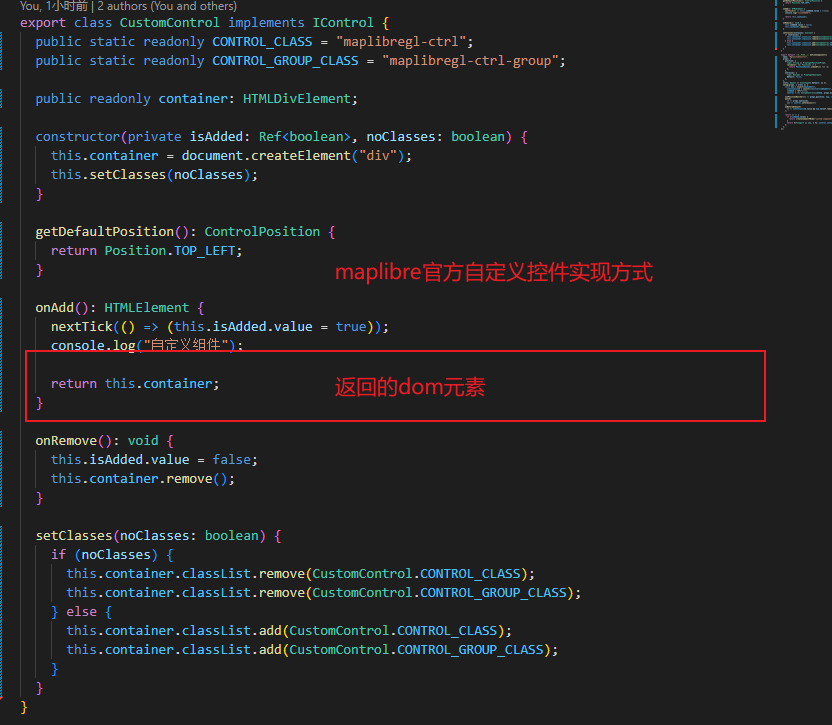 You, 1小时前 | 2 authors (You and others)
export class CustomControl implements IControl {
public static readonly CONTROL_CLASS = "maplibregl-ctrl";
public static readonly CONTROL_GROUP_CLASS = "maplibregl-ctrl-group";
public readonly container: HTMLDivElement;
constructor(private isAdded: Ref<boolean>, noClasses: boolean) {
this.container = document.createElement("div");
this.setClasses(noClasses);
}
getDefaultPosition(): ControlPosition {
return Position.TOP_LEFT;
}
maplibre官方自定义控件实现方式
onAdd(): HTMLElement {
nextTick(() => (this.isAdded.value = true));
console.log("自定义组件");
return this.container;
返回的dom元素
}
onRemove(): void {
this.isAdded.value = false;
this.container.remove();
}
setClasses(noClasses: boolean) {
if (noClasses) {
this.container.classList.remove(CustomControl.CONTROL_CLASS);
this.container.classList.remove(CustomControl.CONTROL_GROUP_CLASS);
} else {
this.container.classList.add(CustomControl.CONTROL_CLASS);
this.container.classList.add(CustomControl.CONTROL_GROUP_CLASS);
}
}
}